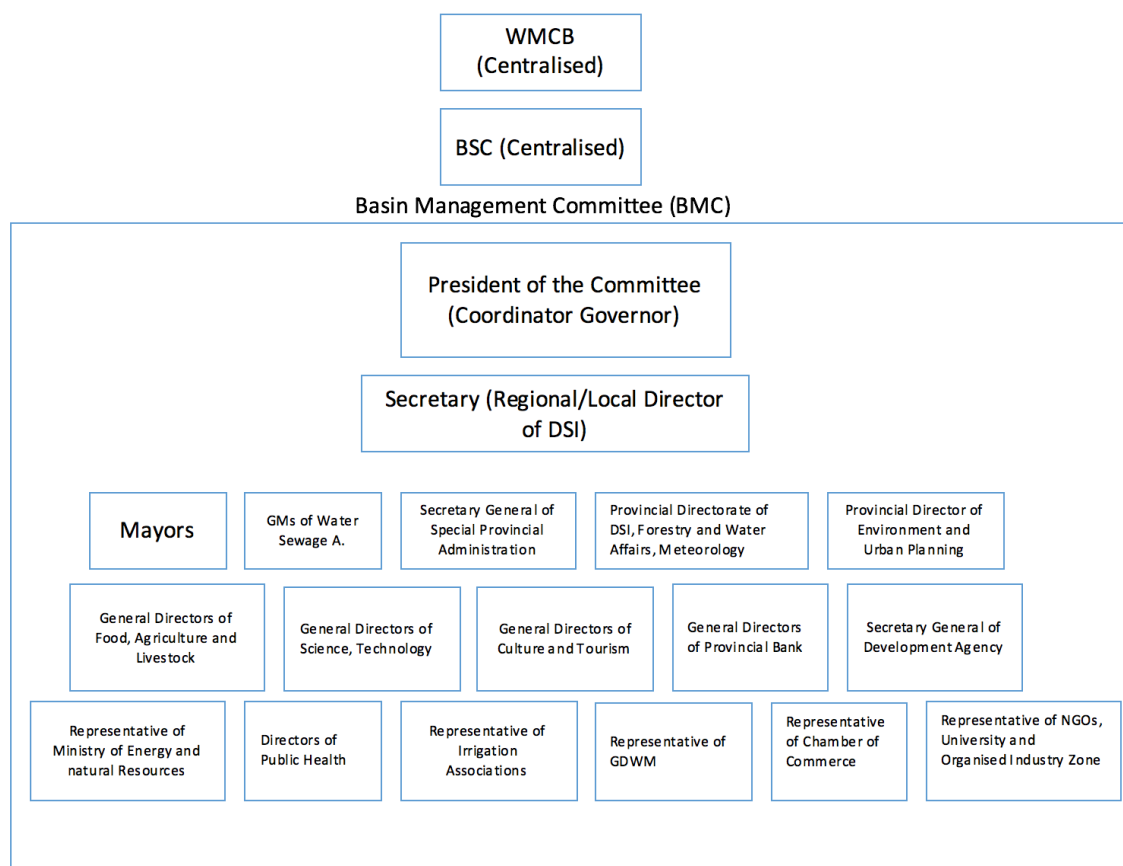 WMCB
(Centralised)
BSC (Centralised)
Basin Management Committee (BMC)
President of the Committee
(Coordinator Governor)
Secretary (Regional/Local Director
of DSI)
Mayors
GMs of Water
Sewage A.
Secretary General of
Special Provincial
Administration
Provincial Directorate of
DSI, Forestry and Water
Affairs, Meteorology
Provincial Director of
Environment and
Urban Planning
General Directors of
Food, Agriculture and
Livestock
General Directors of
Science, Technology
General Directors of
Culture and Tourism
General Directors
of Provincial Bank
Secretary General of
Development Agency
Representative of
Ministry of Energy and
natural Resources
Directors of
Public Health
Representative of
Irrigation
Associations
Representative of
GDWM
Representative
of Chamber of
Commerce
Representative of NGOs,
University and
Organised Industry Zone